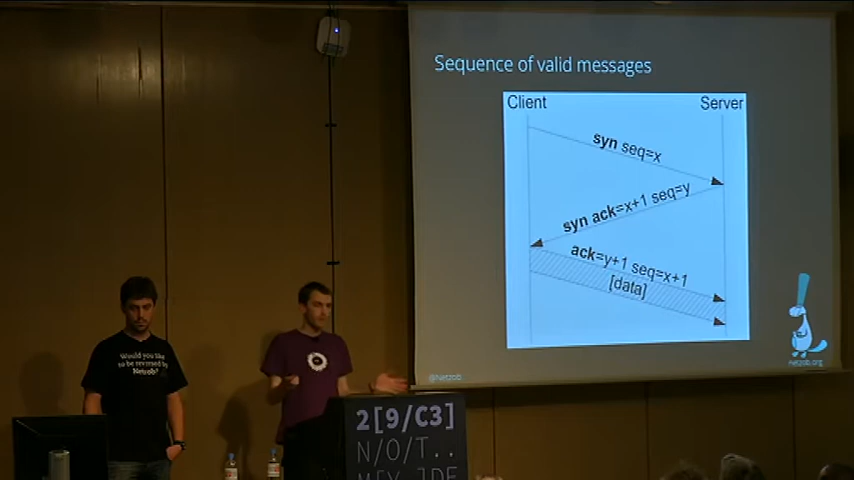 Sequence of valid messages
Client
Server
syn seq=x
syn ack=x+1 seq=y
ack=y+1 seq=x+1
[data]
@Netzob
Netzob.org
Would you like
to be reversed by
Netzob?
2[9/C3]
N/O/T..